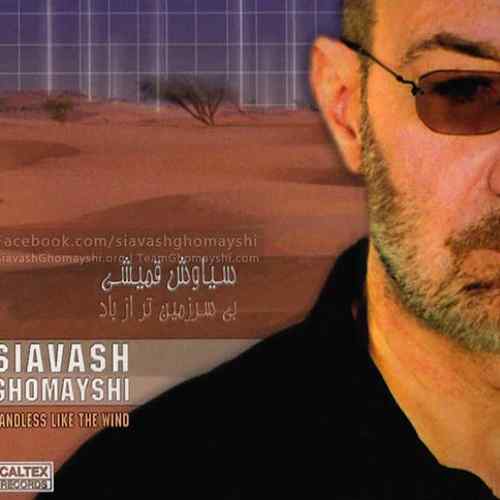 Facebook.com/siavashghomayshi
SiavashGhomayshi.org TeamGhomayshi.com
سیاوش قمیشی
بی سرزمین تر از باد
SIAVASH
GHOMAYSHI
ANDLESS LIKE THE WIND
CALTEX
RECORDS